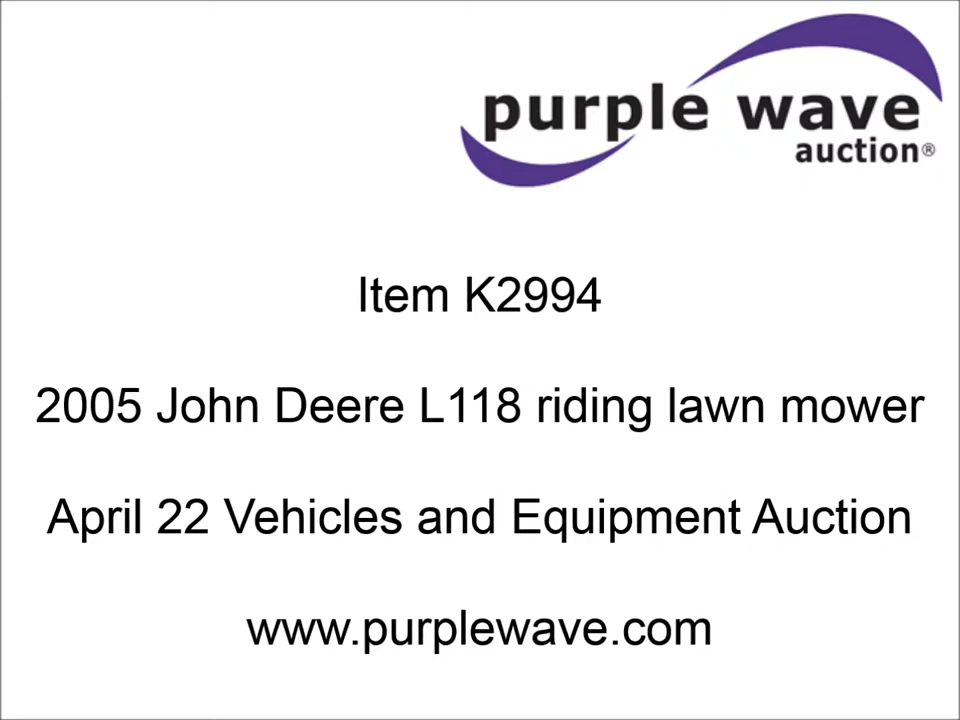 purple wave
auction®
Item K2994
2005 John Deere L118 riding lawn mower
April 22 Vehicles and Equipment Auction
www.purplewave.com